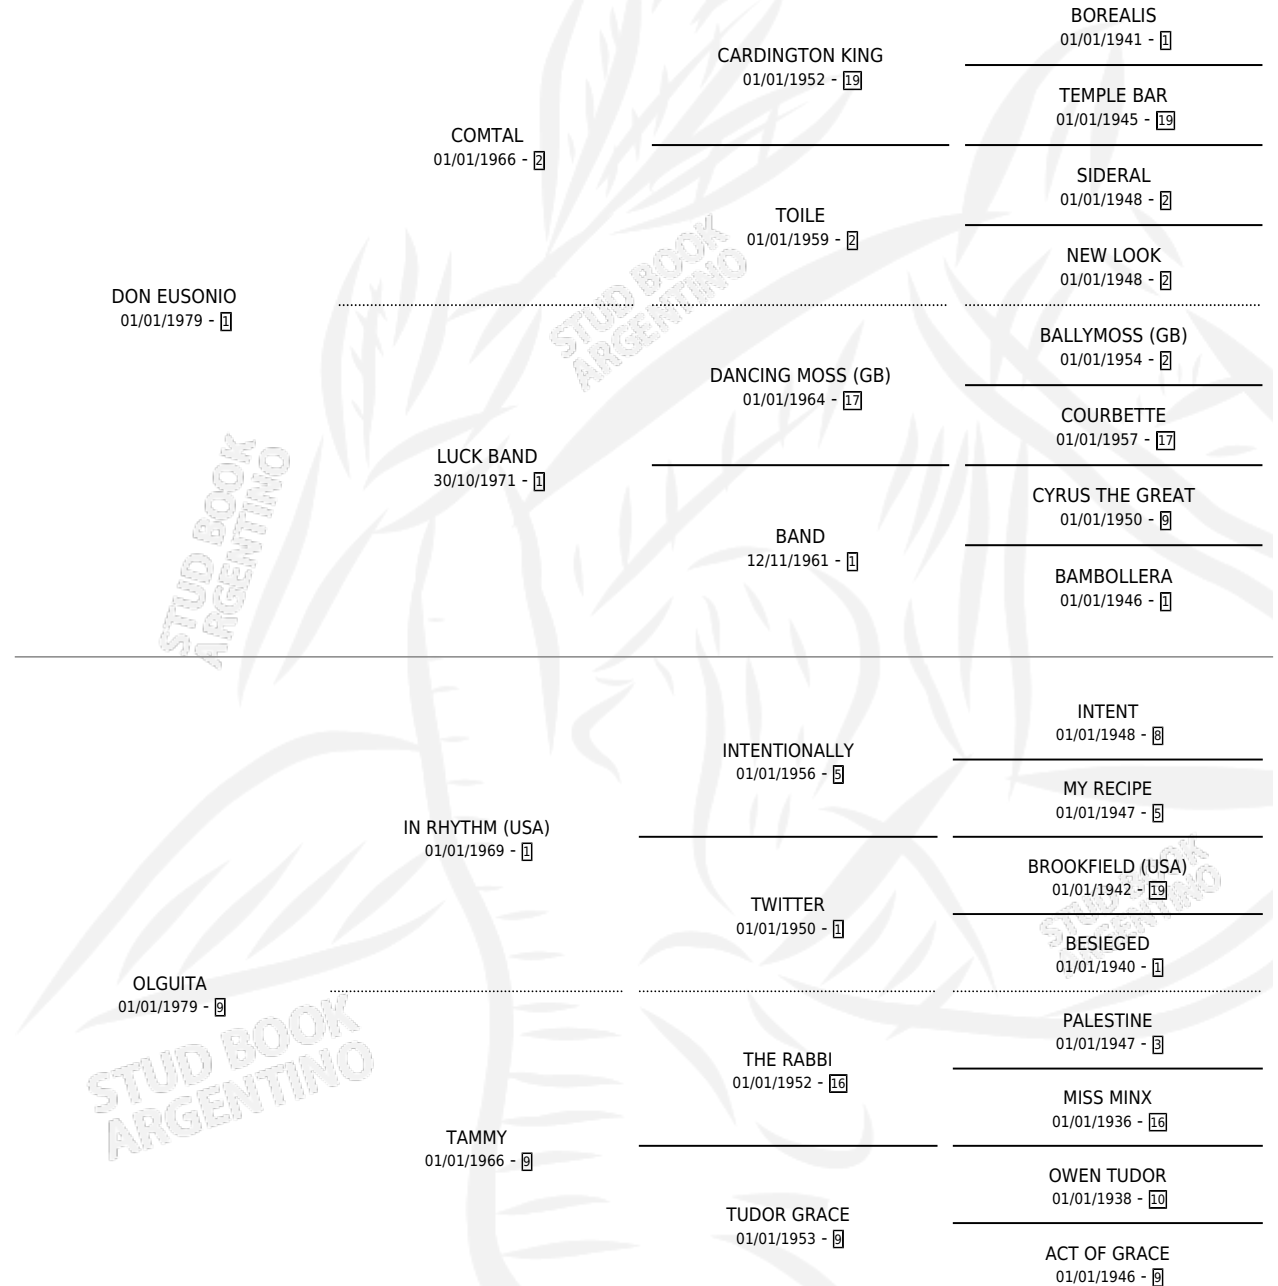 BOREALIS
01/01/1941 - 1
CARDINGTON KING
01/01/1952 - 19
TEMPLE BAR
01/01/1945 - 19
COMTAL
01/01/1966 - 2
SIDERAL
01/01/1948 - 2
TOILE
01/01/1959 - 2
NEW LOOK
01/01/1948 - 2
DON EUSONIO
01/01/1979 - 1
BALLYMOSS (GB)
01/01/1954 - 2
DANCING MOSS (GB)
01/01/1964 - 17
COURBETTE
01/01/1957 - 17
LUCK BAND
30/10/1971 - 1
CYRUS THE GREAT
01/01/1950 - 9
BAND
12/11/1961 - 1
BAMBOLLERA
01/01/1946 - 1
INTENT
01/01/1948 - 8
INTENTIONALLY
01/01/1956 - 5
MY RECIPE
01/01/1947 - 5
IN RHYTHM (USA)
01/01/1969 - 1
BROOKFIELD (USA)
01/01/1942 - 19
TWITTER
01/01/1950 - 1
BESIEGED
01/01/1940 - 1
OLGUITA
01/01/1979 - 9
PALESTINE
01/01/1947 - 3
THE RABBI
01/01/1952 - 16
MISS MINX
01/01/1936 - 16
TAMMY
01/01/1966 - 9
OWEN TUDOR
01/01/1938 - 10
TUDOR GRACE
01/01/1953 - 9
ACT OF GRACE
01/01/1946 - 9
STUD BOOK
ARGENTINO
STUD BOOK
ARGENTINO
STUD BOOK
ARGENTINO
STUD BOOK
ARGENTINO